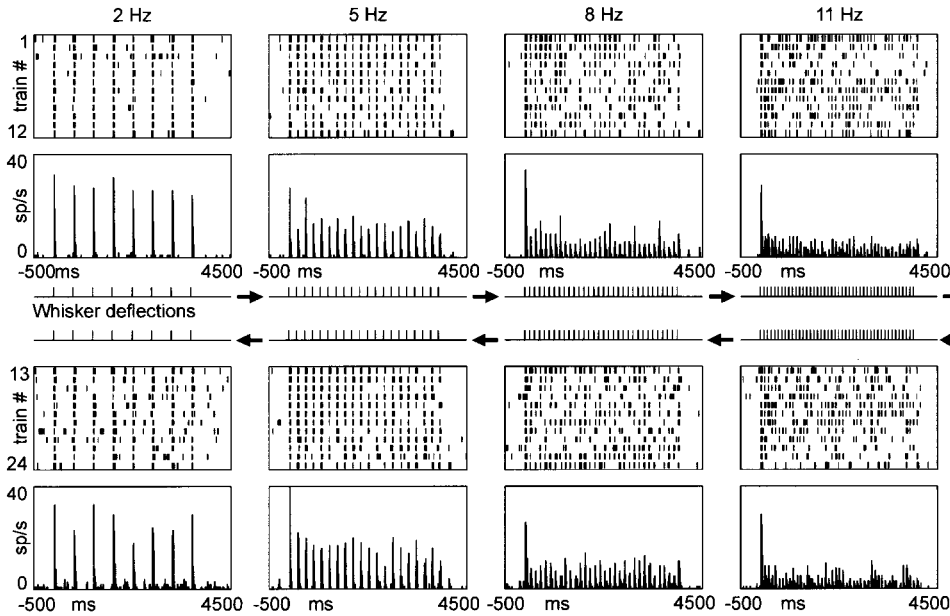 2 Hz 5 Hz 8 Hz 11 Hz
1
train #
12
40
sp/s
0
-500ms 4500 -500 ms 4500 -500 ms 4500 -500 ms 4500
Whisker deflections
13
train #
24
40
sp/s
0
-500 ms 4500 -500 ms 4500 -500 ms 4500 -500 ms 4500